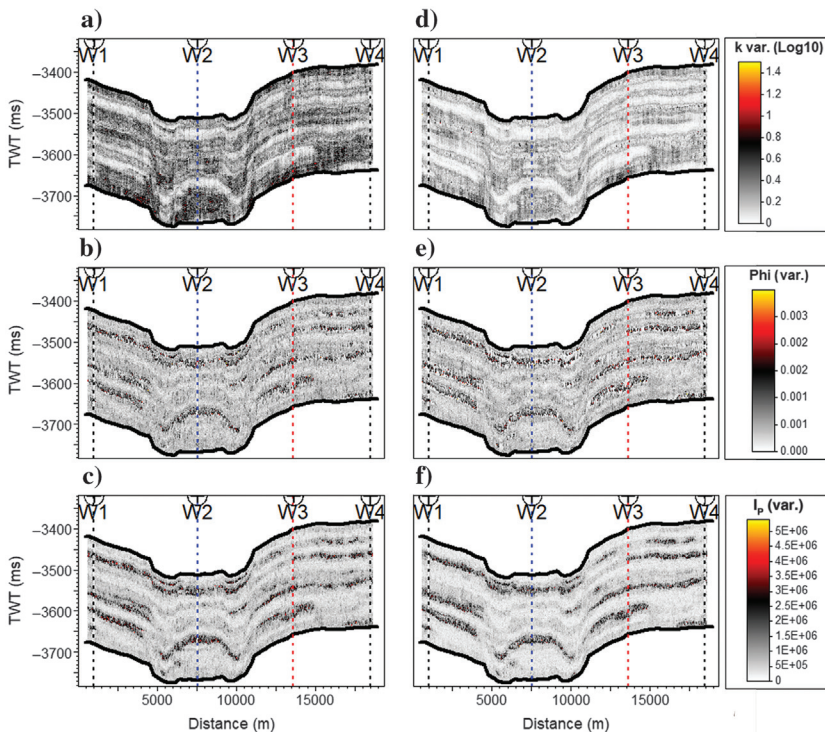 a)
d)
W1 W2 W3 W4
W1 W2 W3 W4
k var. (Log10)
1.4
1.2
1
0.8
0.6
0.4
0.2
0
TWT (ms)
–3400
–3500
–3600
–3700
b)
e)
W1 W2 W3 W4
W1 W2 W3 W4
Phi (var.)
0.003
0.002
0.002
0.001
0.001
0.000
TWT (ms)
–3400
–3500
–3600
–3700
c)
f)
W1 W2 W3 W4
W1 W2 W3 W4
IP (var.)
5E+06
4.5E+06
4E+06
3.5E+06
3E+06
2.5E+06
2E+06
1.5E+06
1E+06
5E+05
0
TWT (ms)
–3400
–3500
–3600
–3700
5000 10000 15000
5000 10000 15000
Distance (m)
Distance (m)